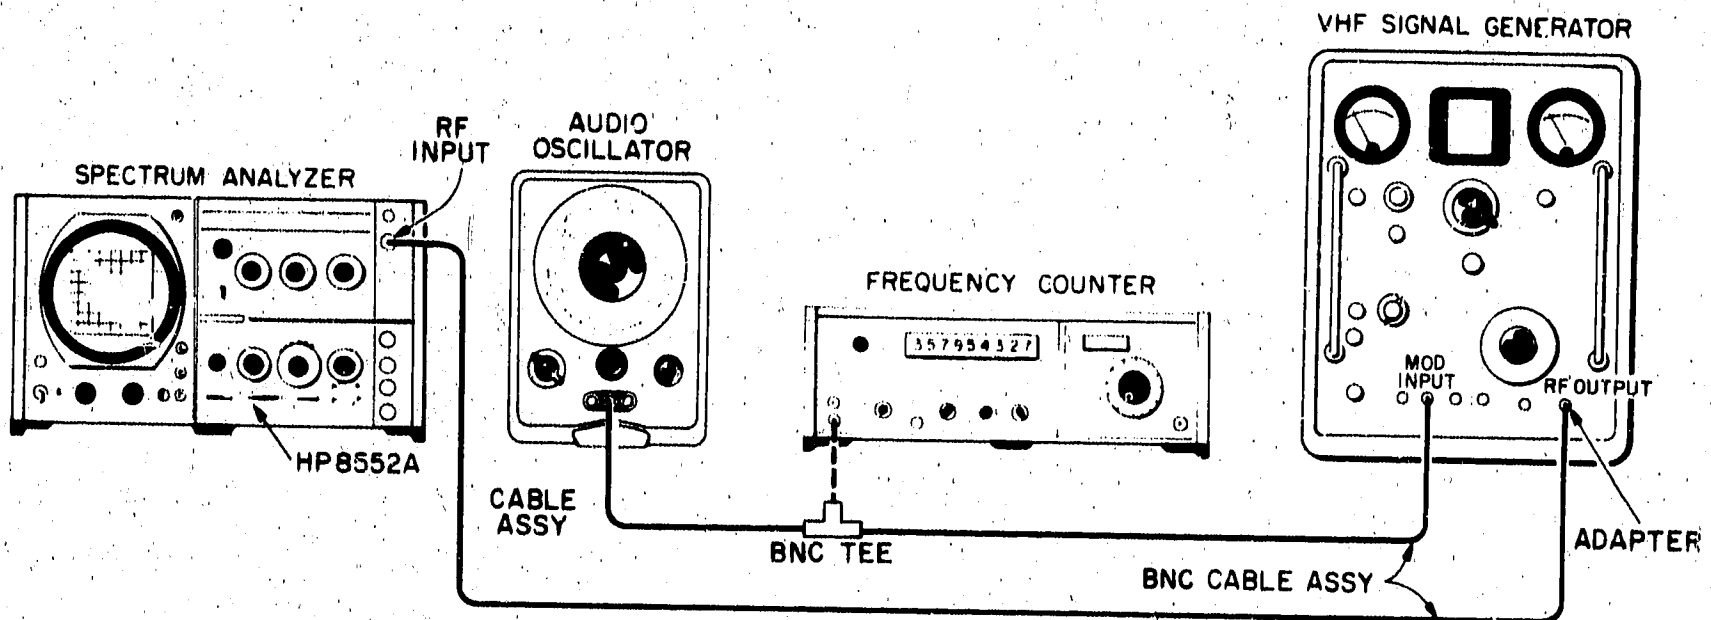 VHF SIGNAL GENERATOR
RF
INPUT
AUDIO
OSCILLATOR
SPECTRUM ANALYZER
FREQUENCY COUNTER
357954327
MOD
INPUT
RF OUTPUT
HP8552A
CABLE
ASSY
BNC TEE
BNC CABLE ASSY
ADAPTER